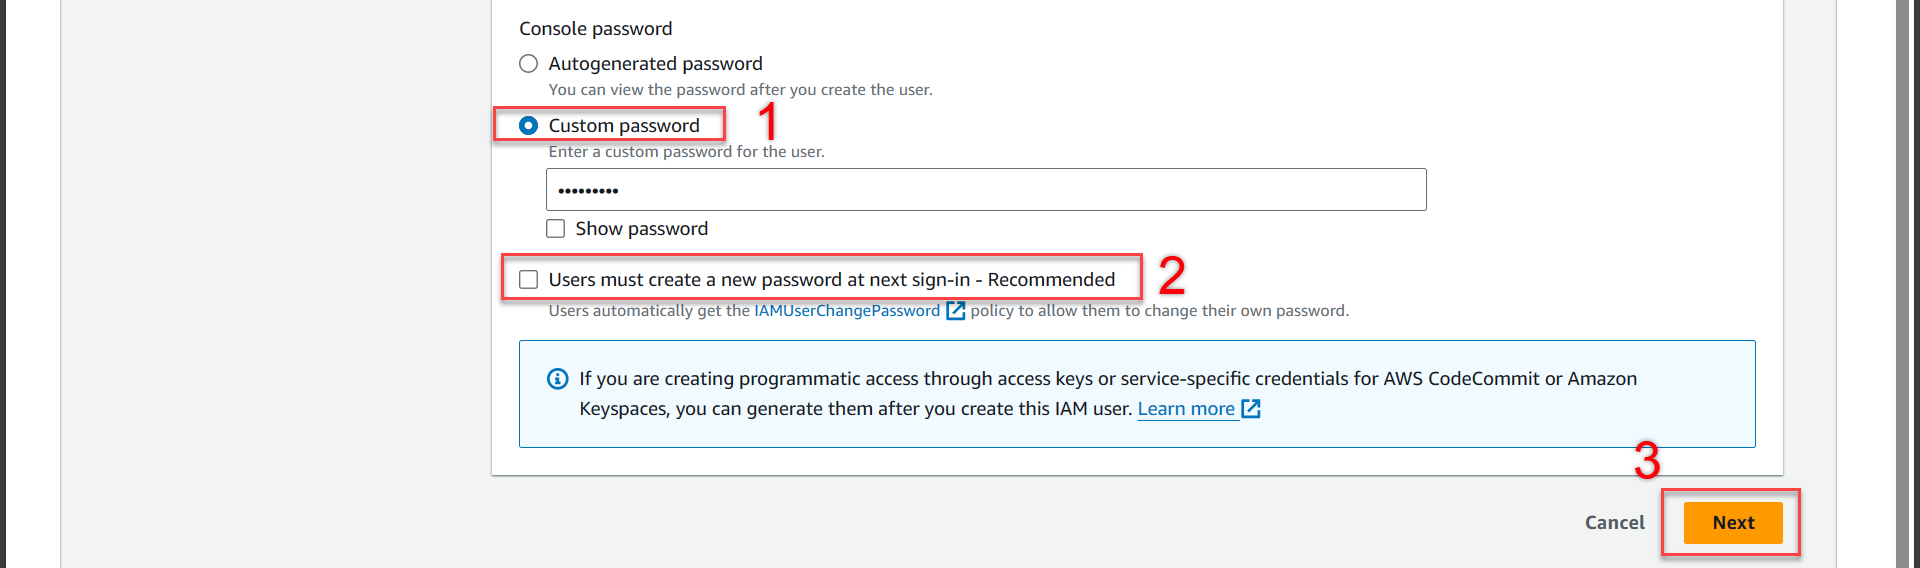 Console password
Autogenerated password
You can view the password after you create the user.
Custom password 1
Enter a custom password for the user.
•••••••••
Show password
Users must create a new password at next sign-in - Recommended 2
Users automatically get the IAMUserChangePassword policy to allow them to change their own password.
If you are creating programmatic access through access keys or service-specific credentials for AWS CodeCommit or Amazon
Keyspaces, you can generate them after you create this IAM user. Learn more
3
Cancel Next